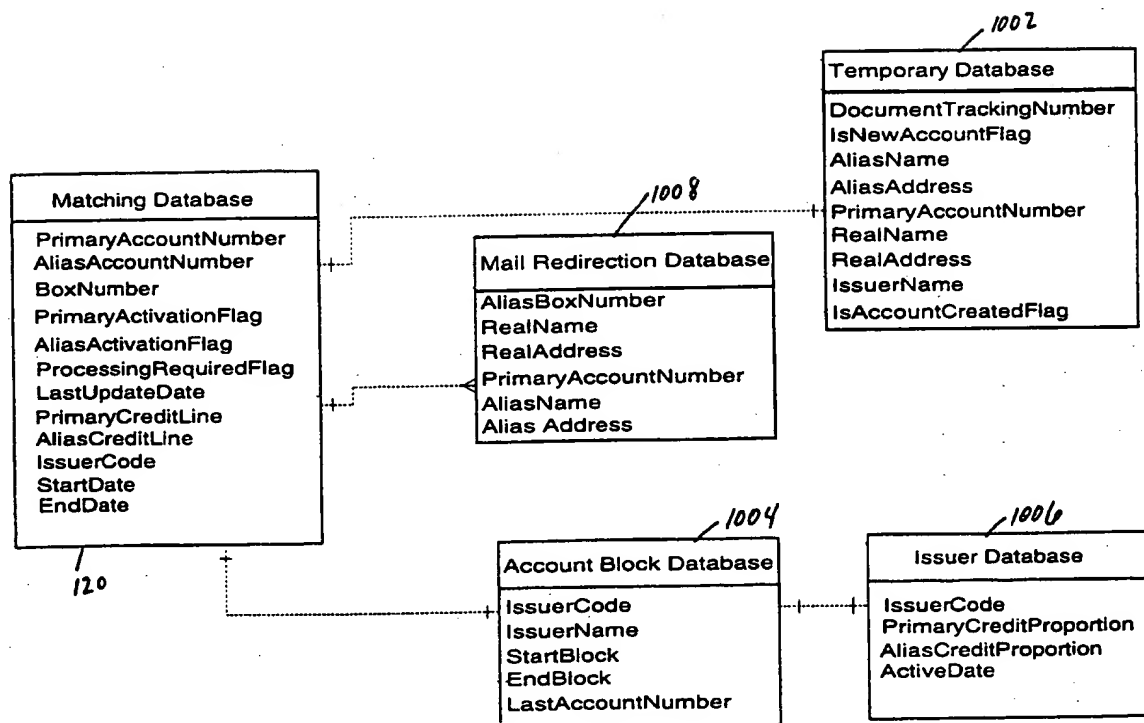 1002
Temporary Database
DocumentTrackingNumber
IsNewAccountFlag
AliasName
AliasAddress
PrimaryAccountNumber
RealName
RealAddress
IssuerName
IsAccountCreatedFlag
Matching Database
PrimaryAccountNumber
AliasAccountNumber
BoxNumber
PrimaryActivationFlag
AliasActivationFlag
ProcessingRequiredFlag
LastUpdateDate
PrimaryCreditLine
AliasCreditLine
IssuerCode
StartDate
EndDate
120
1008
Mail Redirection Database
AliasBoxNumber
RealName
RealAddress
PrimaryAccountNumber
AliasName
Alias Address
1004
Account Block Database
IssuerCode
IssuerName
StartBlock
EndBlock
LastAccountNumber
1006
Issuer Database
IssuerCode
PrimaryCreditProportion
AliasCreditProportion
ActiveDate